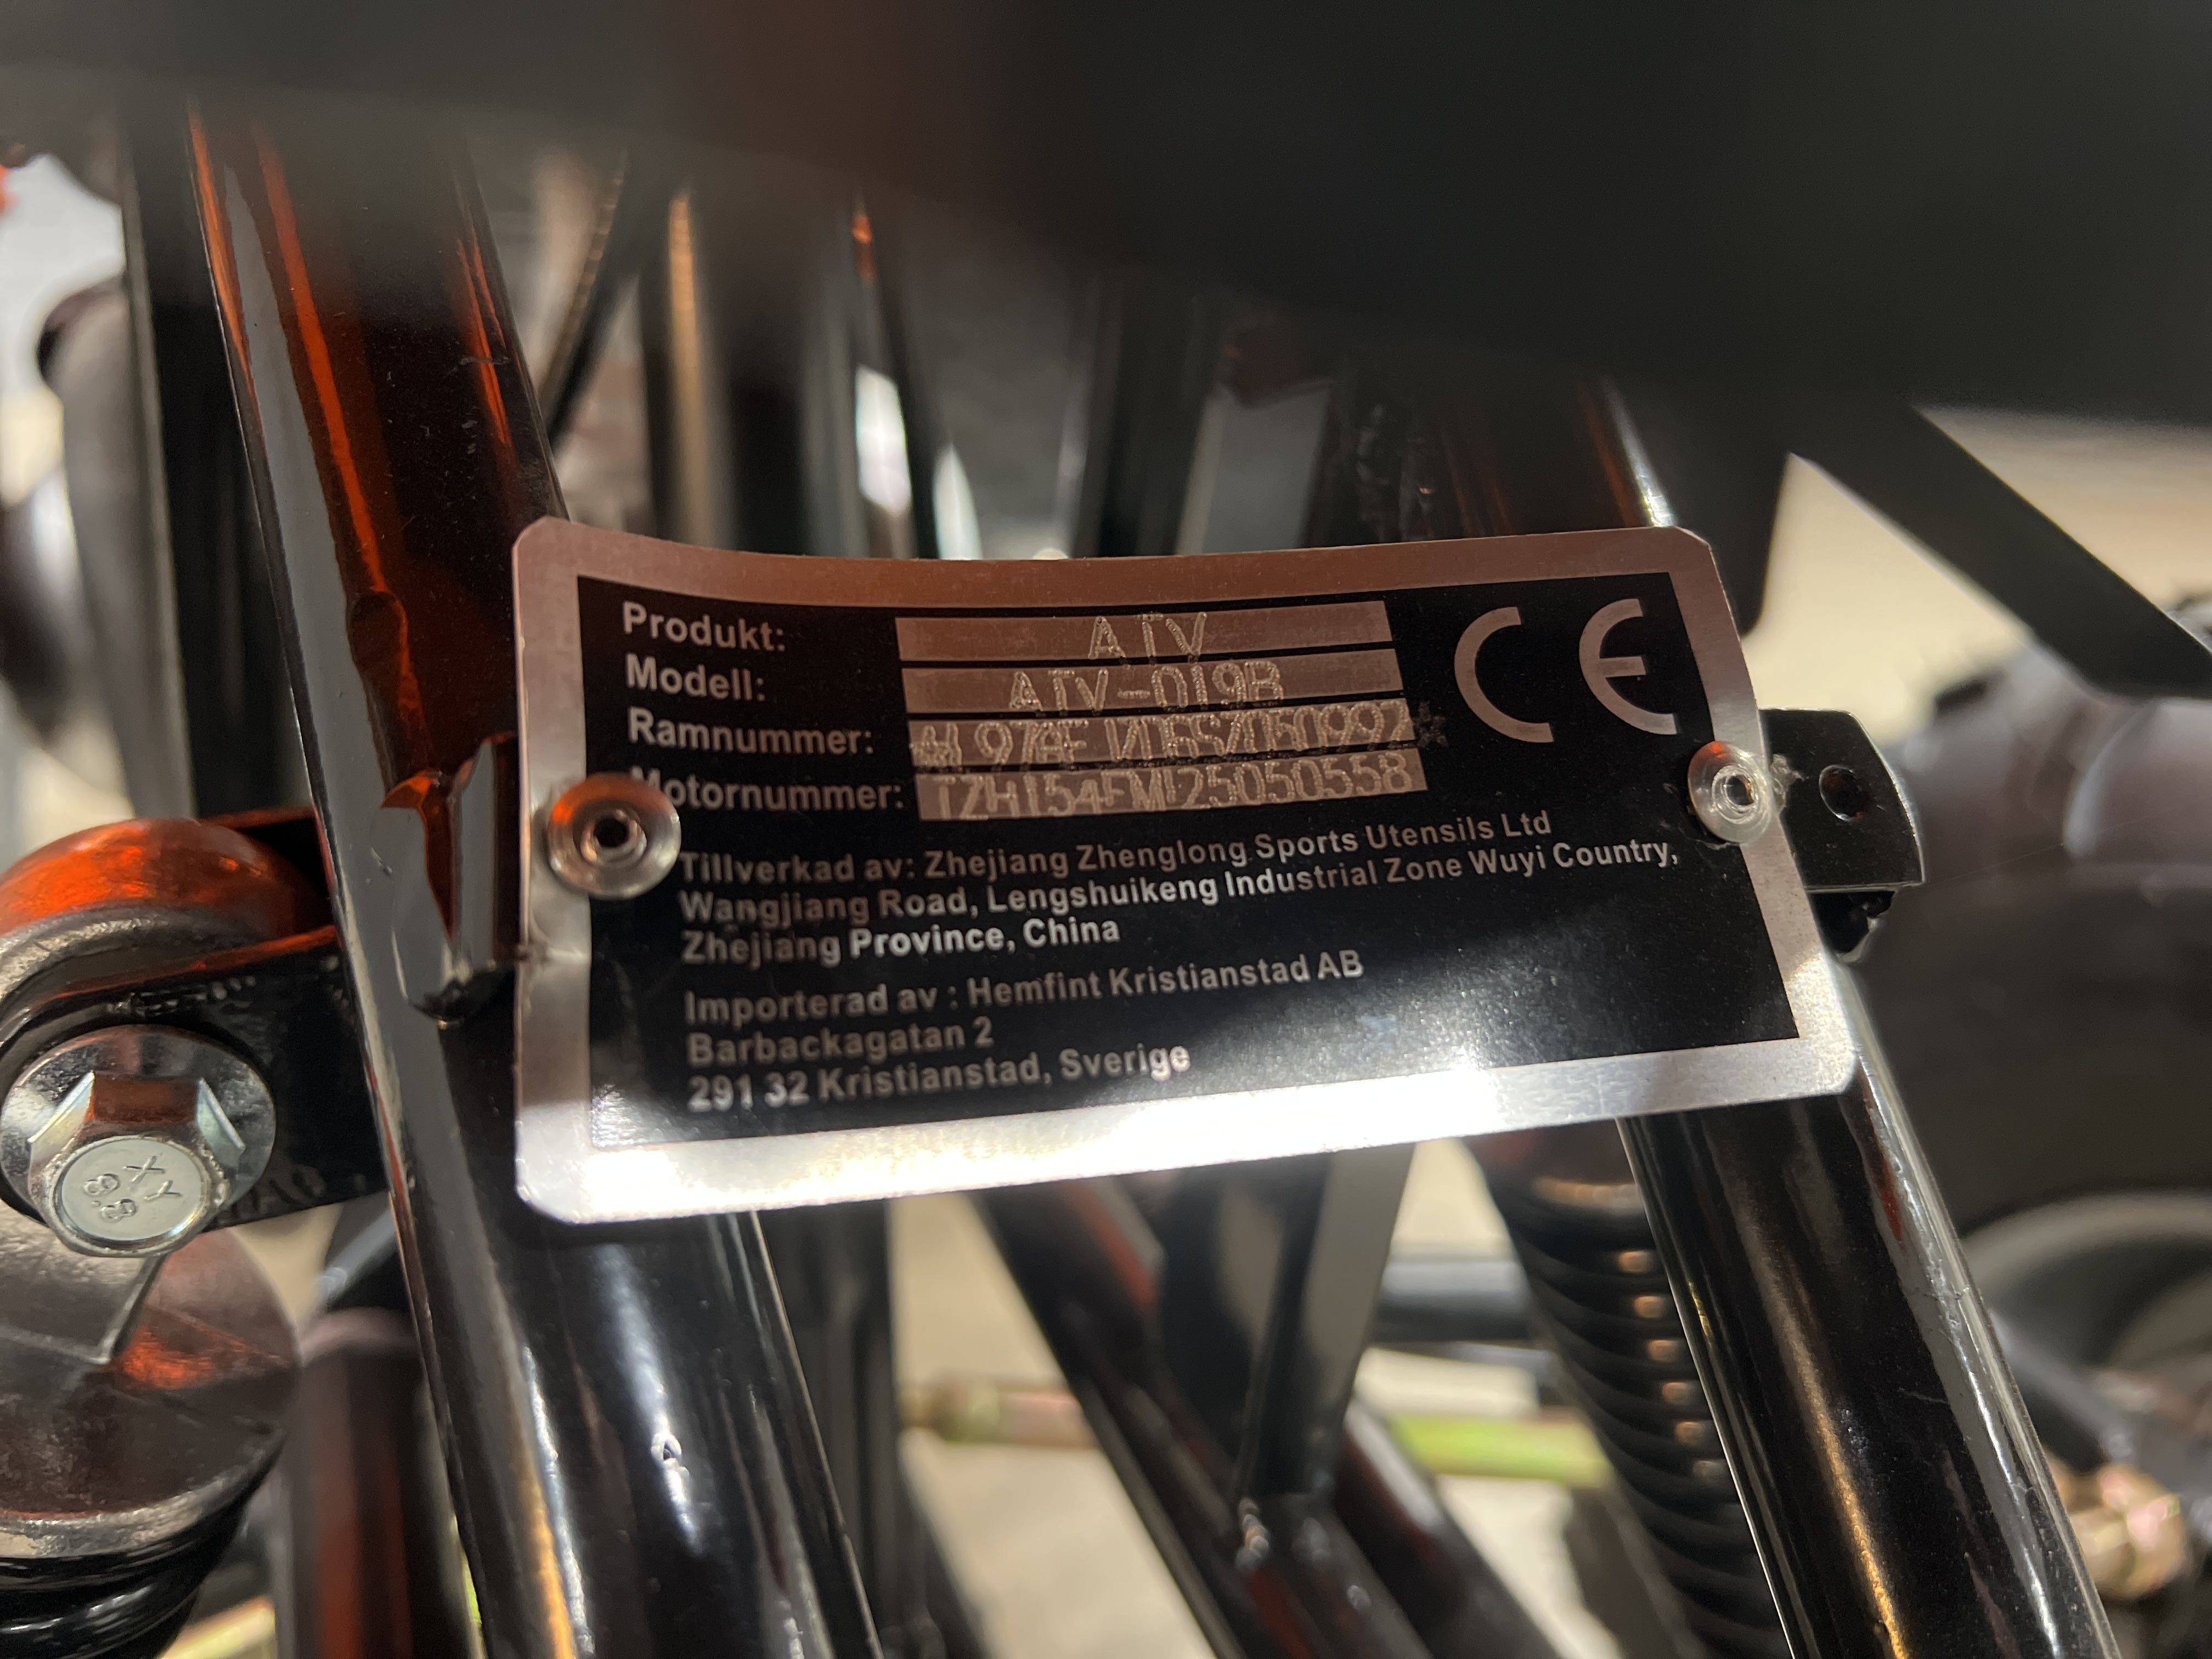 Produkt: ATV
Modell: ATV-019B
Ramnummer:
Motornummer: TZH154FMI25050558
CE
Tillverkad av: Zhejiang Zhenglong Sports Utensils Ltd
Wangjiang Road, Lengshuikeng Industrial Zone Wuyi Country,
Zhejiang Province, China
Importerad av : Hemfint Kristianstad AB
Barbackagatan 2
291 32 Kristianstad, Sverige
XY
8.8